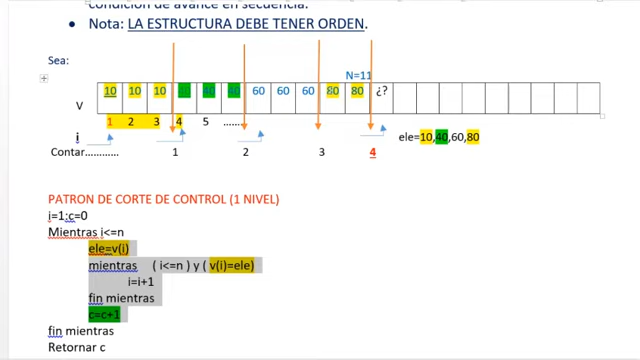 condición de avance en secuencia.
• Nota: LA ESTRUCTURA DEBE TENER ORDEN.
Sea:
N=11
10 10 10 40 40 60 60 60 80 80 ¿?
V
1 2 3 4 5 .......
i
ele=10,40,60,80
Contar............ 1 2 3 4
PATRON DE CORTE DE CONTROL (1 NIVEL)
i=1;c=0
Mientras i<=n
ele=v(i)
mientras ( i<=n ) y ( v(i)=ele)
i=i+1
fin mientras
c=c+1
fin mientras
Retornar c